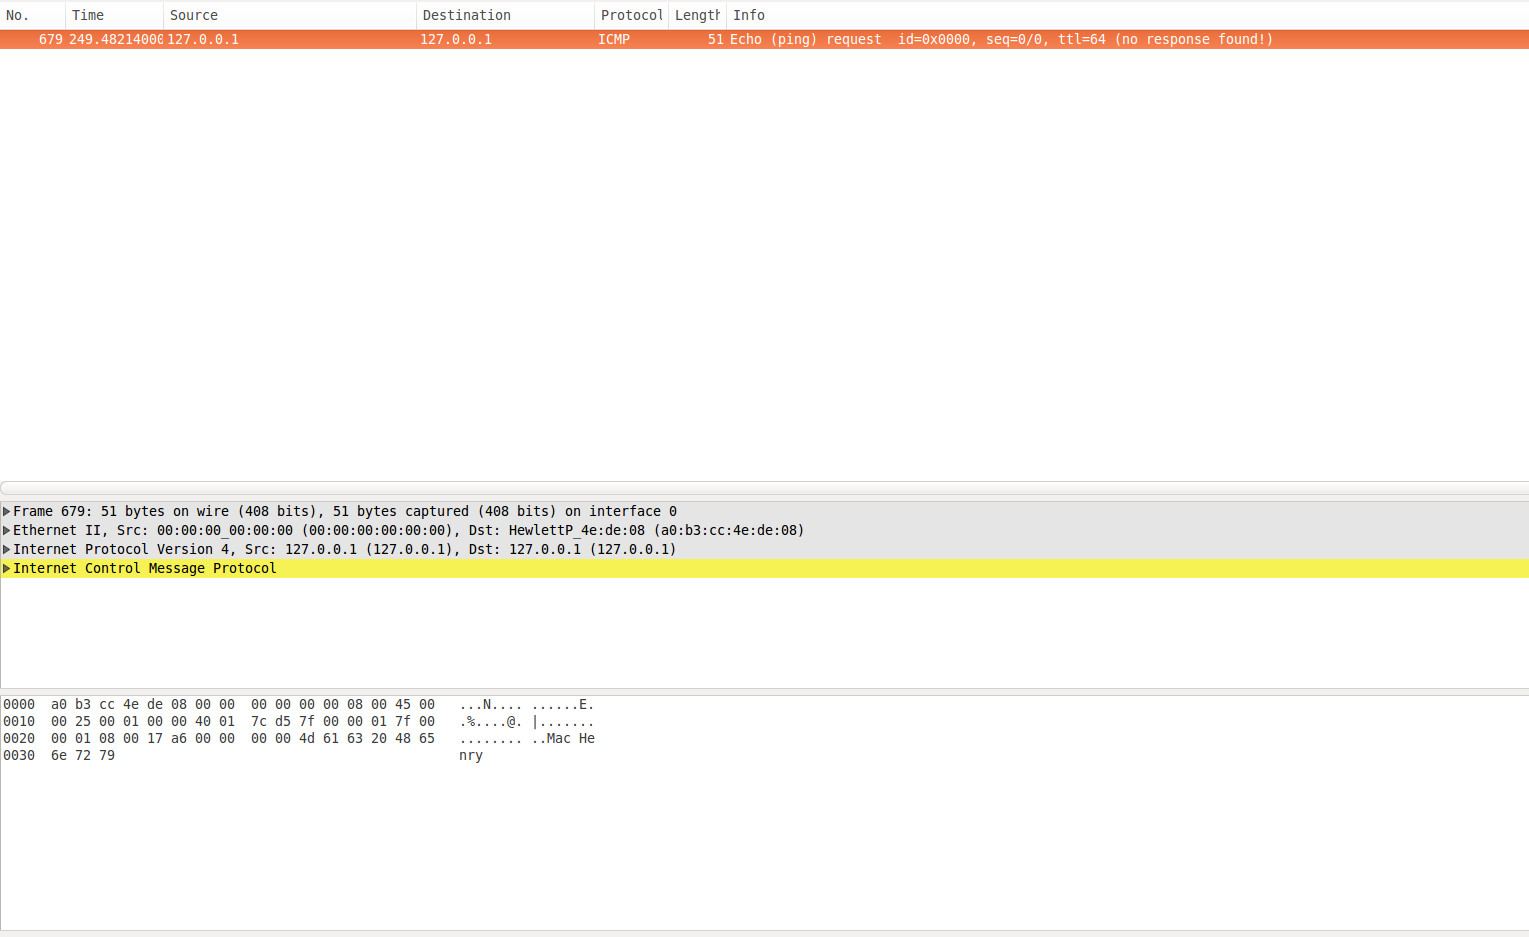 No. Time Source Destination Protocol Length Info
679 249.48214000 127.0.0.1 127.0.0.1 ICMP 51 Echo (ping) request  id=0x0000, seq=0/0, ttl=64 (no response found!)
Frame 679: 51 bytes on wire (408 bits), 51 bytes captured (408 bits) on interface 0
Ethernet II, Src: 00:00:00_00:00:00 (00:00:00:00:00:00), Dst: HewlettP_4e:de:08 (a0:b3:cc:4e:de:08)
Internet Protocol Version 4, Src: 127.0.0.1 (127.0.0.1), Dst: 127.0.0.1 (127.0.0.1)
Internet Control Message Protocol
0000  a0 b3 cc 4e de 08 00 00  00 00 00 00 08 00 45 00   ...N.... ......E.
0010  00 25 00 01 00 00 40 01  7c d5 7f 00 00 01 7f 00   .%....@. |.......
0020  00 01 08 00 17 a6 00 00  00 00 4d 61 63 20 48 65   ........ ..Mac He
0030  6e 72 79   nry